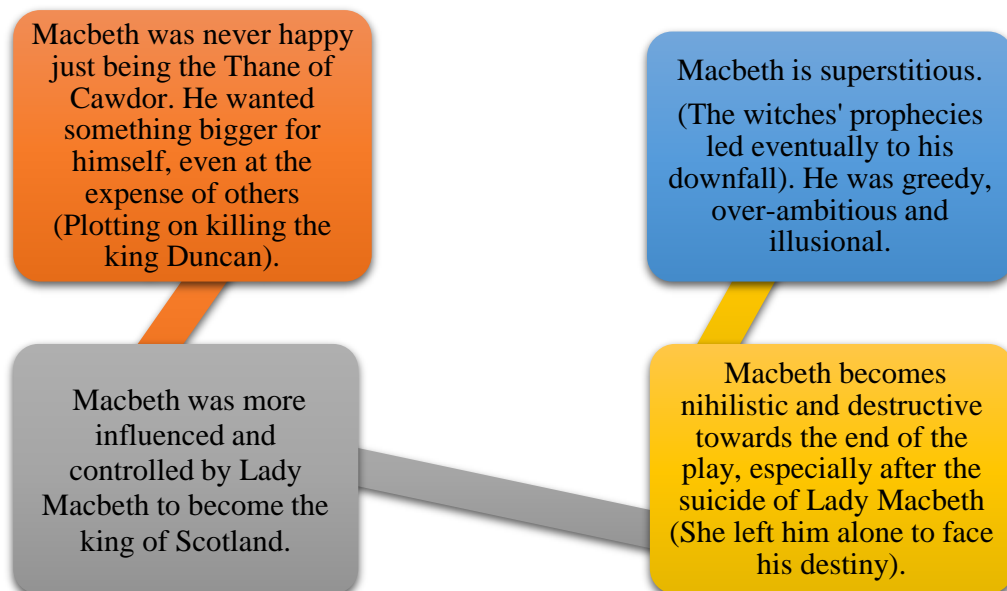 Macbeth was never happy
just being the Thane of
Cawdor. He wanted
something bigger for
himself, even at the
expense of others
(Plotting on killing the
king Duncan).
Macbeth was more
influenced and
controlled by Lady
Macbeth to become the
king of Scotland.
Macbeth becomes
nihilistic and destructive
towards the end of the
play, especially after the
suicide of Lady Macbeth
(She left him alone to face
his destiny).
Macbeth is superstitious.
(The witches' prophecies
led eventually to his
downfall). He was greedy,
over-ambitious and
illusional.